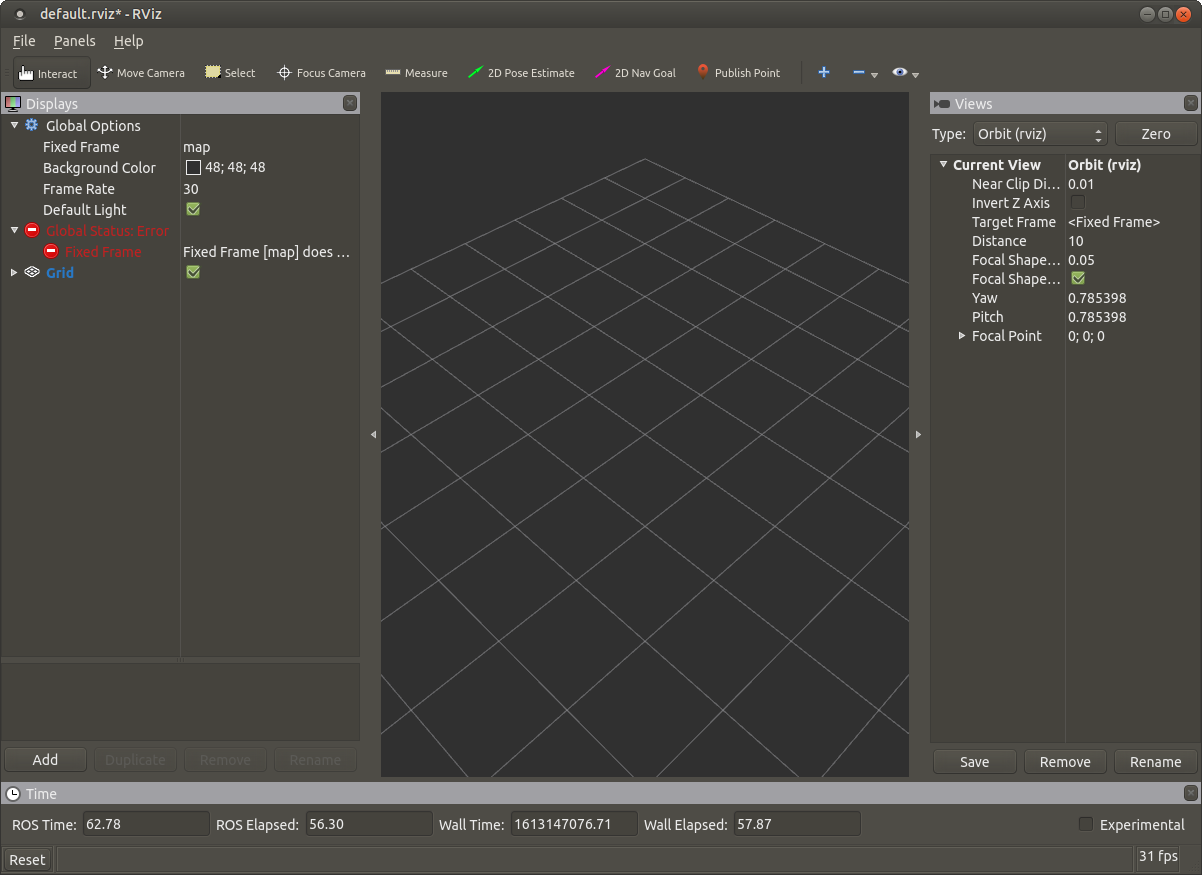 default.rviz* - RViz
File Panels Help
Interact Move Camera Select Focus Camera Measure 2D Pose Estimate 2D Nav Goal Publish Point
Displays
Global Options
Fixed Frame map
Background Color 48; 48; 48
Frame Rate 30
Default Light
Global Status: Error
Fixed Frame Fixed Frame [map] does ...
Grid
Add Duplicate Remove Rename
Views
Type: Orbit (rviz) Zero
Current View Orbit (rviz)
Near Clip Di... 0.01
Invert Z Axis
Target Frame <Fixed Frame>
Distance 10
Focal Shape... 0.05
Focal Shape...
Yaw 0.785398
Pitch 0.785398
Focal Point 0; 0; 0
Save Remove Rename
Time
ROS Time: 62.78 ROS Elapsed: 56.30 Wall Time: 1613147076.71 Wall Elapsed: 57.87 Experimental
Reset 31 fps